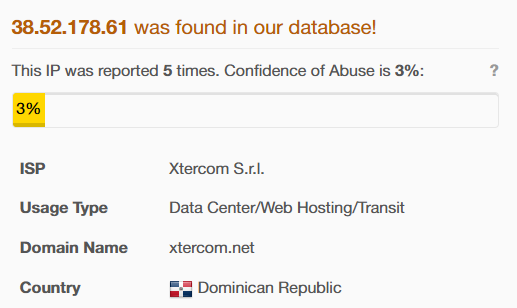 38.52.178.61 was found in our database!
This IP was reported 5 times. Confidence of Abuse is 3%: ?
3%
ISP Xtercom S.r.l.
Usage Type Data Center/Web Hosting/Transit
Domain Name xtercom.net
Country Dominican Republic